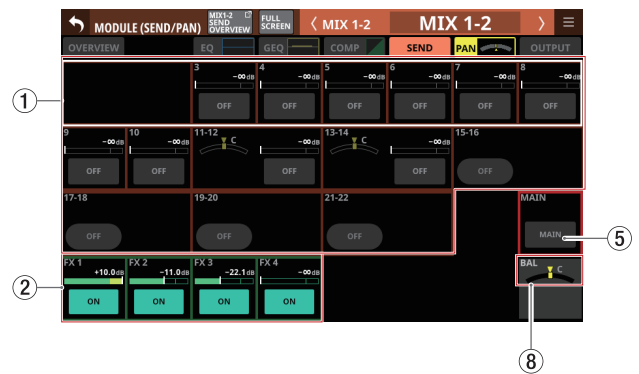 MODULE (SEND/PAN) MIX1-2 SEND OVERVIEW FULL SCREEN MIX 1-2 MIX 1-2
OVERVIEW EQ GEQ COMP SEND PAN OUTPUT
3 4 5 6 7 8
-∞dB -∞dB -∞dB -∞dB -∞dB -∞dB
1
OFF OFF OFF OFF OFF OFF
9 10 11-12 13-14 15-16
-∞dB -∞dB C -∞dB C -∞dB
OFF OFF OFF OFF OFF
17-18 19-20 21-22 MAIN
OFF OFF OFF MAIN 5
FX 1 FX 2 FX 3 FX 4 BAL
+10.0dB -11.0dB -22.1dB -∞dB C
2
ON ON ON ON
8